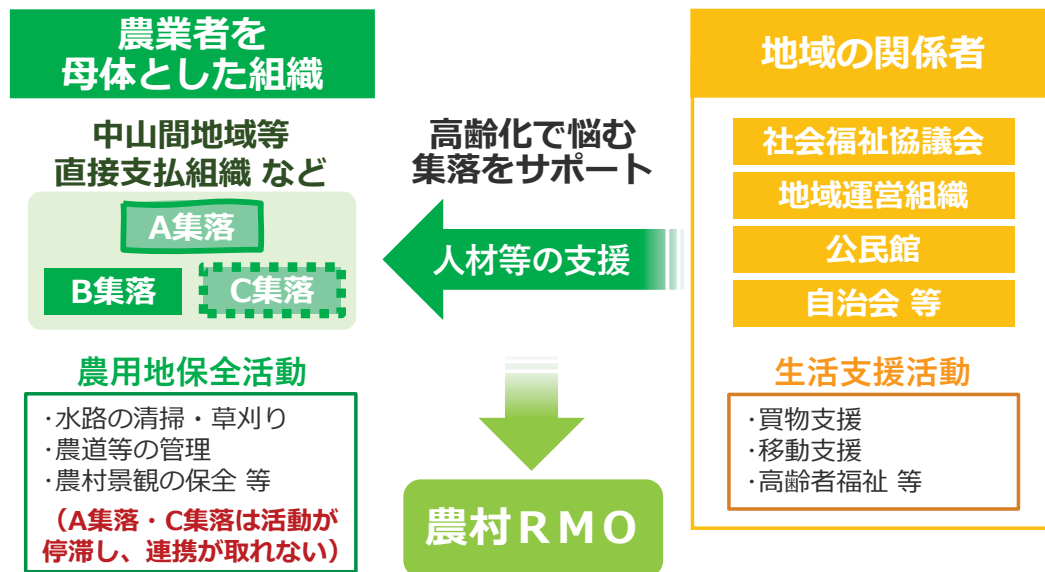 農業者を
母体とした組織
中山間地域等
直接支払組織 など
A集落
B集落
C集落
農用地保全活動
・水路の清掃・草刈り
・農道等の管理
・農村景観の保全 等
（A集落・C集落は活動が
停滞し、連携が取れない）
高齢化で悩む
集落をサポート
人材等の支援
農村RMO
地域の関係者
社会福祉協議会
地域運営組織
公民館
自治会 等
生活支援活動
・買物支援
・移動支援
・高齢者福祉 等